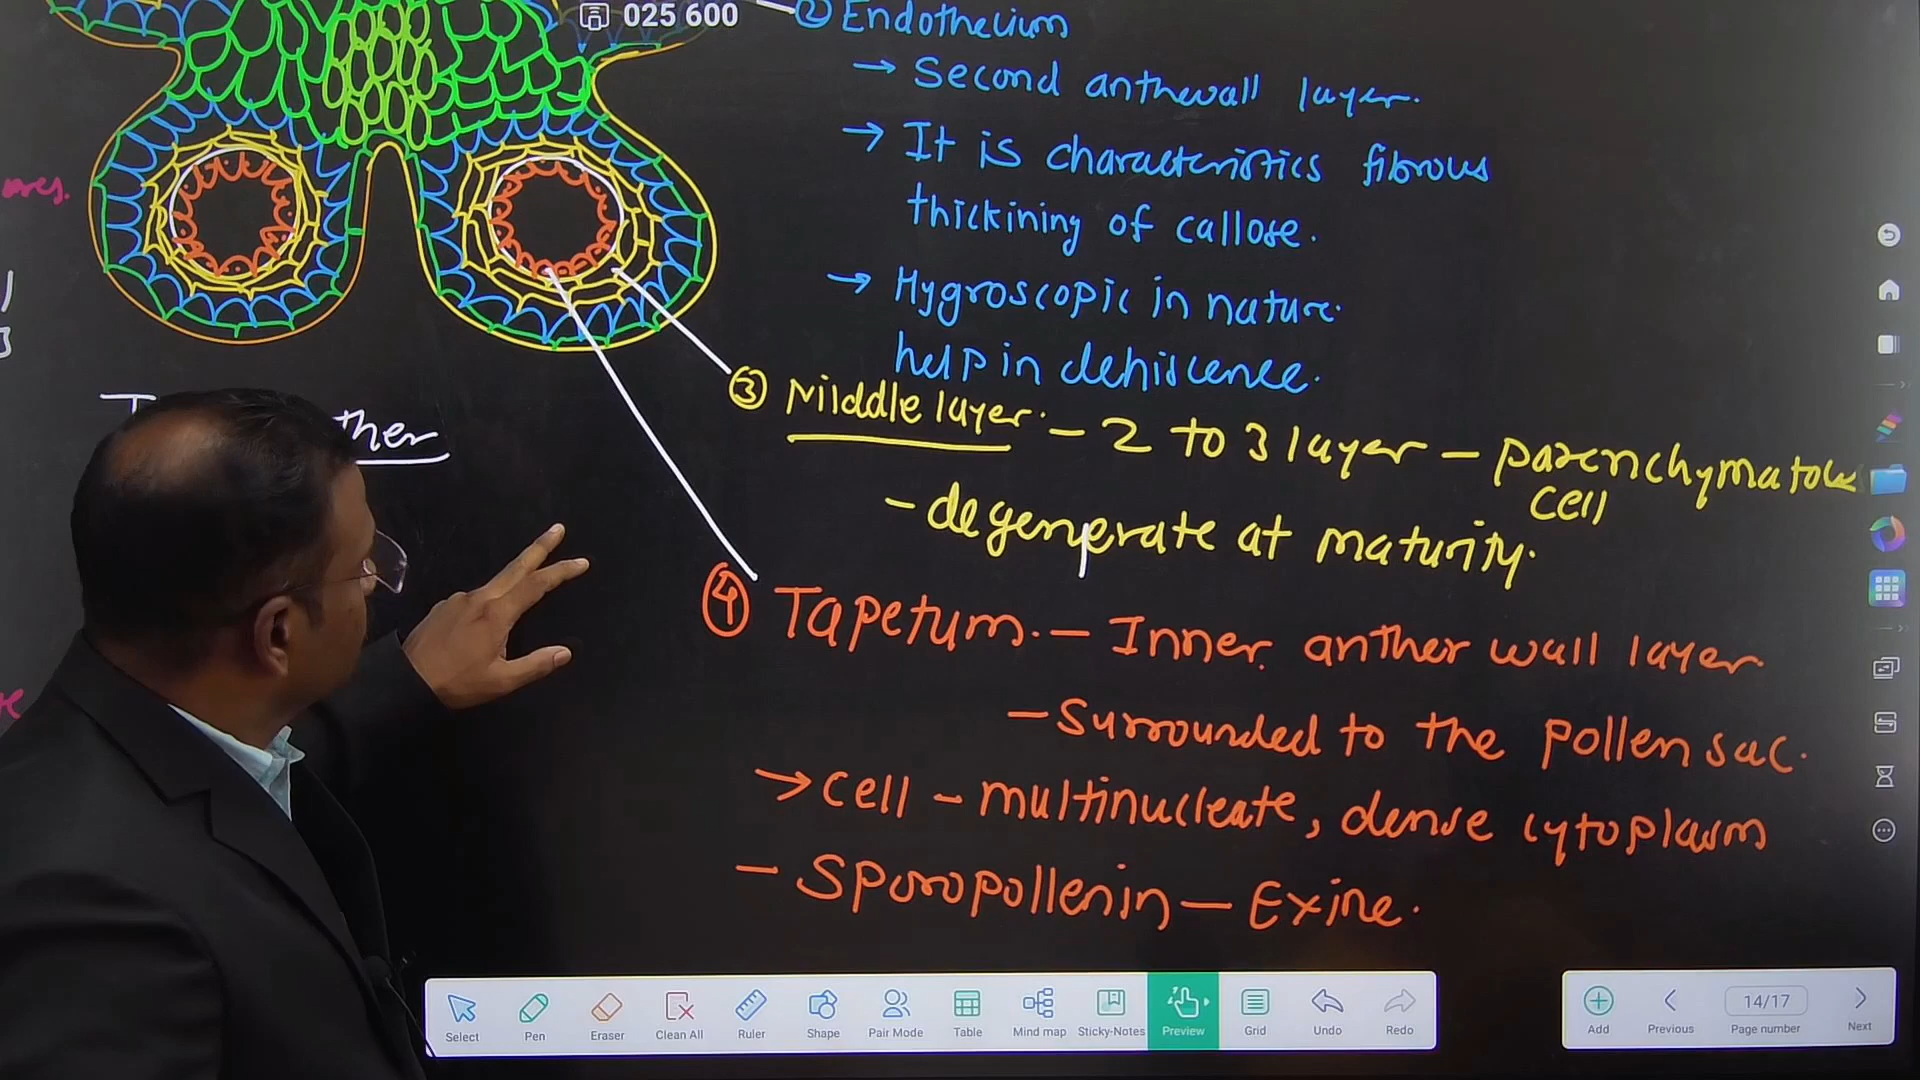 025 600
② Endothelium
→ Second antherwall layer.
→ It is characteristics fibrous
thickining of callose.
→ Hygroscopic in nature.
help in dehiscence.
③ Middle layer. - 2 to 3 layer - parenchymatous
cell
- degenerate at maturity.
④ Tapetum. - Inner. anther wall layer.
- Surrounded to the pollen sac.
→ cell - multinucleate, dense cytoplasm
- Sporopollenin - Exine.
Select
Pen
Eraser
Clean All
Ruler
Shape
Pair Mode
Table
Mind map
Sticky-Notes
Preview
Grid
Undo
Redo
Add
Previous
14/17
Page number
Next